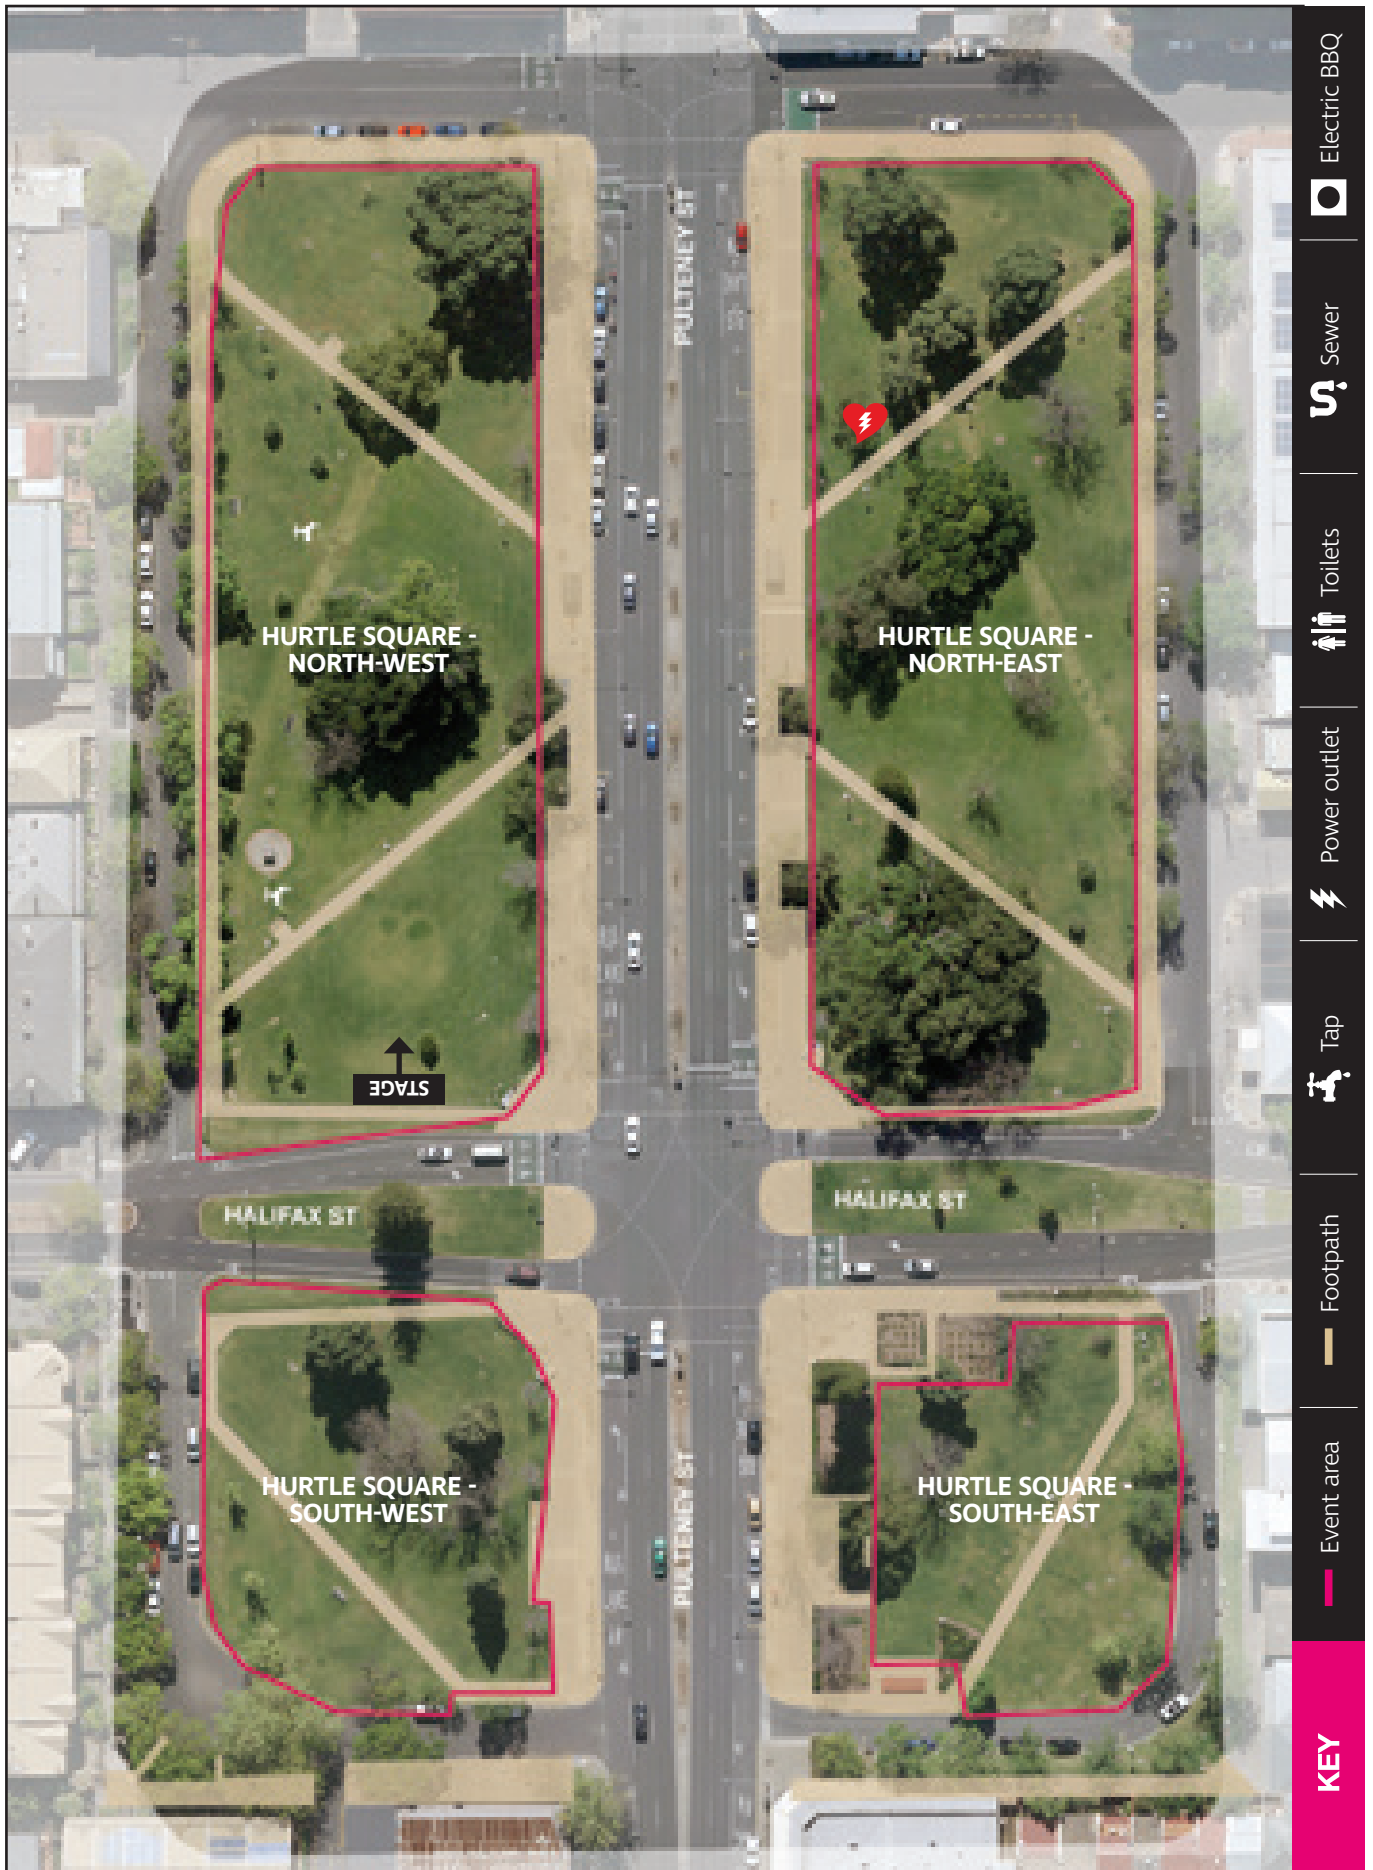 PULTENEY ST
HURTLE SQUARE -
NORTH-WEST
HURTLE SQUARE -
NORTH-EAST
STAGE
HALIFAX ST
HALIFAX ST
HURTLE SQUARE -
SOUTH-WEST
PULTENEY ST
HURTLE SQUARE -
SOUTH-EAST
KEY
Event area
Footpath
Tap
Power outlet
Toilets
Sewer
Electric BBQ